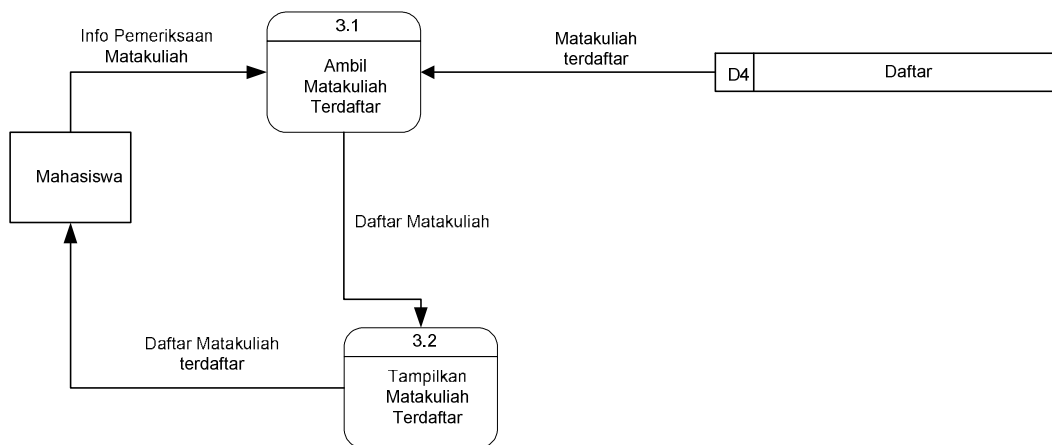 Info Pemeriksaan
Matakuliah
3.1
Ambil
Matakuliah
Terdaftar
Matakuliah
terdaftar
D4
Daftar
Mahasiswa
Daftar Matakuliah
3.2
Tampilkan
Matakuliah
Terdaftar
Daftar Matakuliah
terdaftar